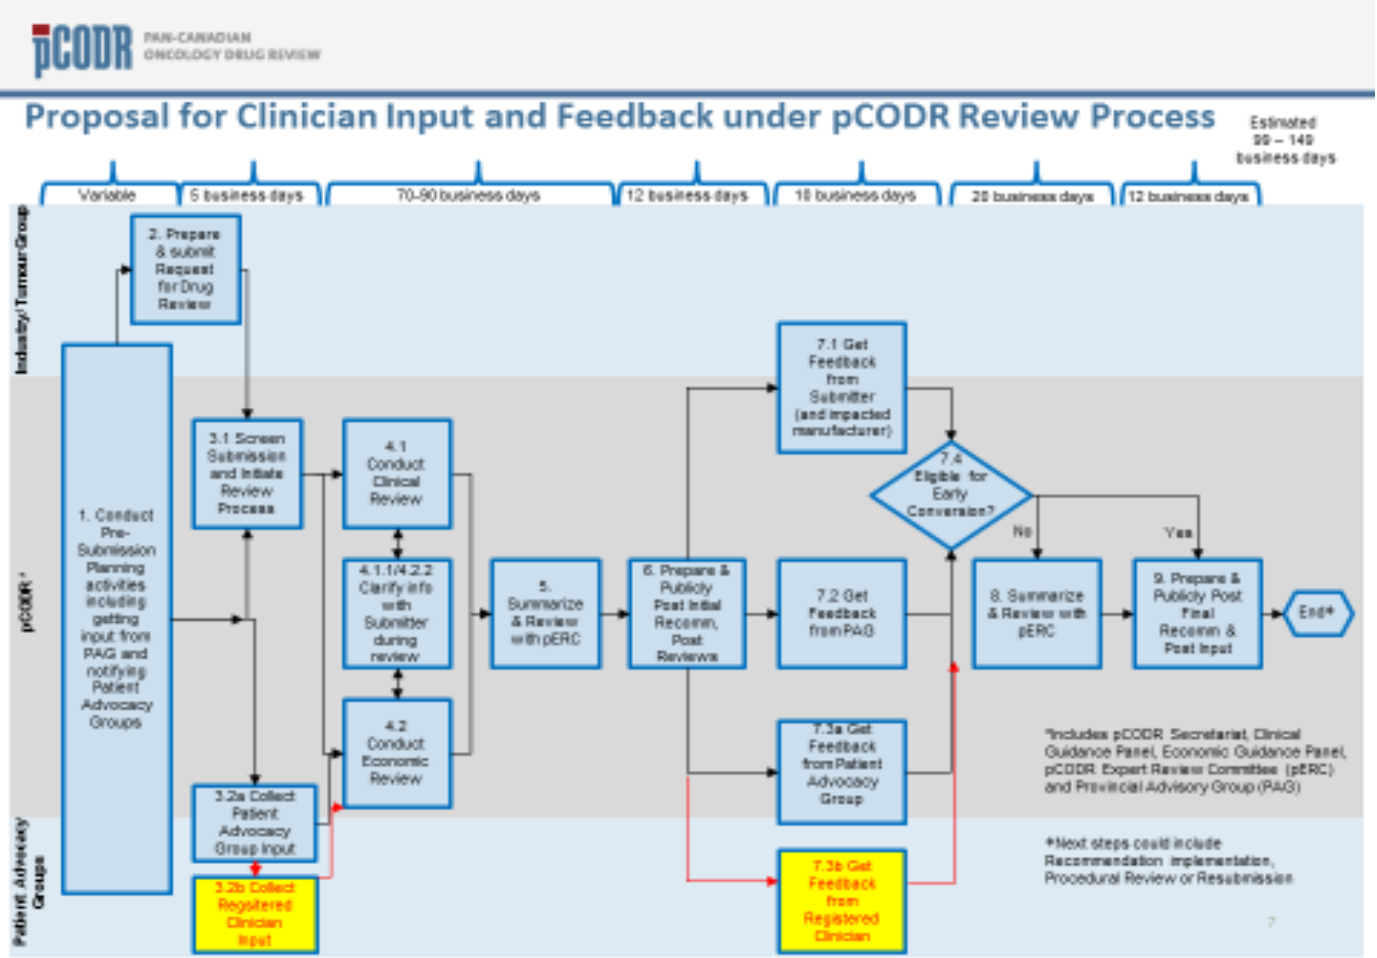 pCODR
PAN-CANADIAN
ONCOLOGY DRUG REVIEW
Proposal for Clinician Input and Feedback under pCODR Review Process
Estimated
99 – 149
business days
Variable
5 business days
70-90 business days
12 business days
10 business days
20 business days
12 business days
Industry/TumourGroup
pCODR *
Patient Advocacy
Groups
1. Conduct
Pre-
Submission
Planning
activities
including
getting
input from
PAG and
notifying
Patient
Advocacy
Groups
2. Prepare
& submit
Request
for Drug
Review
3.1 Screen
Submission
and Initiate
Review
Process
3.2a Collect
Patient
Advocacy
Group Input
3.2b Collect
Regsitered
Clinician
Input
4.1
Conduct
Clinical
Review
4.1.1/4.2.2
Clarify info
with
Submitter
during
review
4.2
Conduct
Economic
Review
5.
Summarize
& Review
with pERC
6. Prepare &
Publicly
Post Initial
Recomm,
Post
Reviews
7.1 Get
Feedback
from
Submitter
(and impacted
manufacturer)
7.2 Get
Feedback
from PAG
7.3a Get
Feedback
from Patient
Advocacy
Group
7.3b Get
Feedback
from
Registered
Clinician
7.4
Eligible for
Early
Conversion?
No
Yes
8. Summarize
& Review with
pERC
9. Prepare &
Publicly Post
Final
Recomm &
Post Input
End+
*Includes pCODR Secretariat, Clinical
Guidance Panel, Economic Guidance Panel,
pCODR Expert Review Committee (pERC)
and Provincial Advisory Group (PAG)
+Next steps could include
Recommendation implementation,
Procedural Review or Resubmission
7